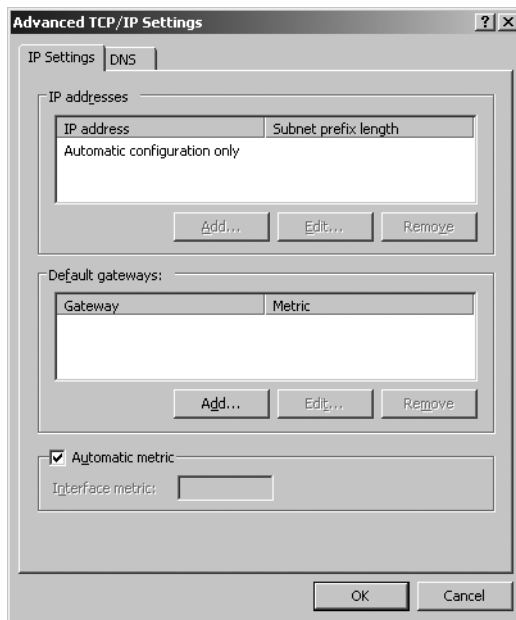 Advanced TCP/IP Settings
IP Settings DNS
IP addresses
IP address Subnet prefix length
Automatic configuration only
Add... Edit... Remove
Default gateways:
Gateway Metric
Add... Edit... Remove
Automatic metric
Interface metric:
OK Cancel